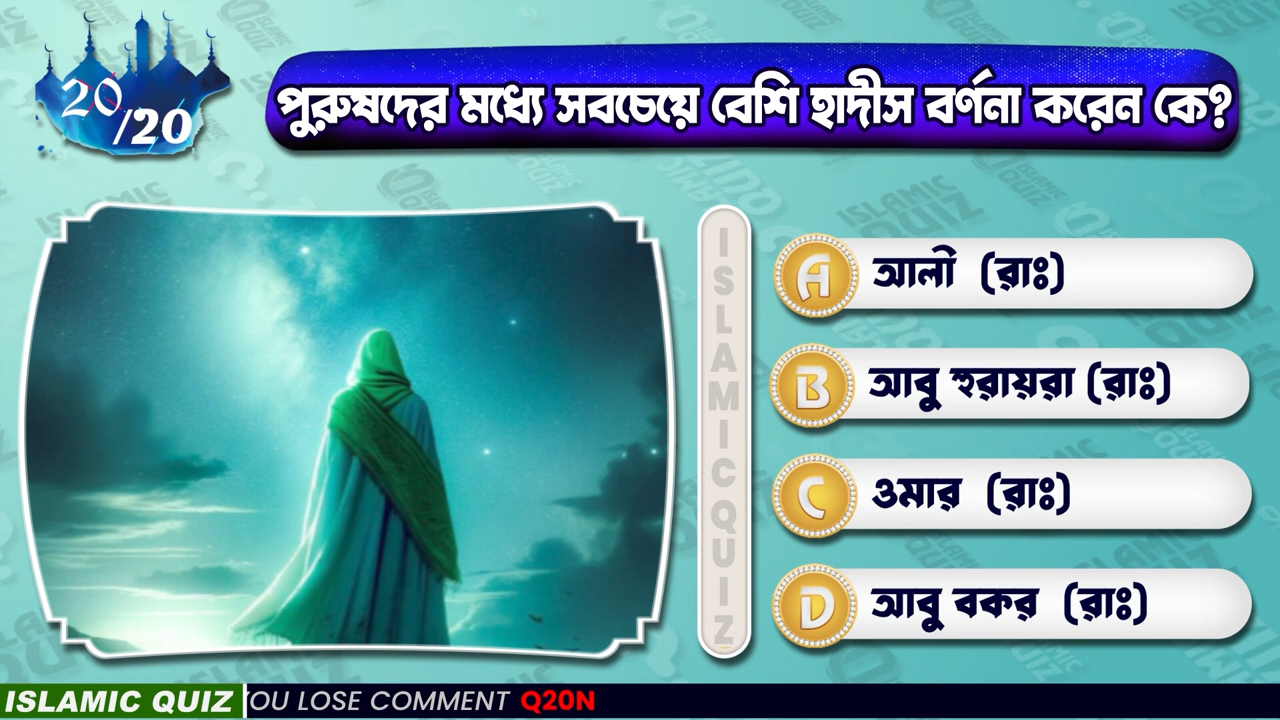 20/20
পুরুষদের মধ্যে সবচেয়ে বেশি হাদীস বর্ণনা করেন কে?
ISLAMIC QUIZ
A আলী (রাঃ)
B আবু হুরায়রা (রাঃ)
C ওমার (রাঃ)
D আবু বকর (রাঃ)
ISLAMIC QUIZ OU LOSE COMMENT Q20N